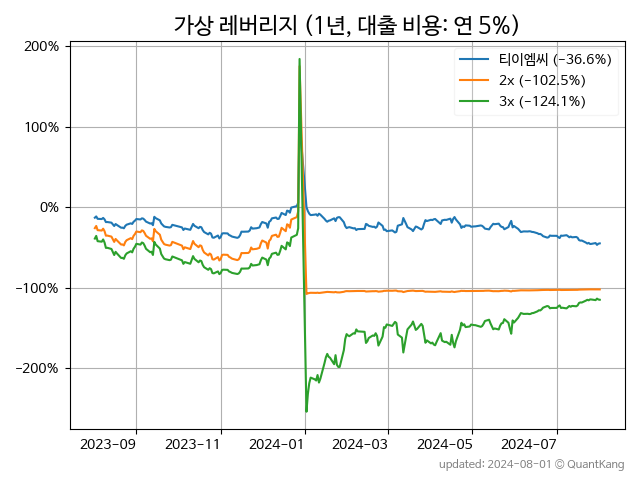 가상 레버리지 (1년, 대출 비용: 연 5%)
200%
100%
0%
−100%
−200%
티이엠씨 (−36.6%)
2x (−102.5%)
3x (−124.1%)
2023−09 2023−11 2024−01 2024−03 2024−05 2024−07
updated: 2024-08-01 © QuantKang